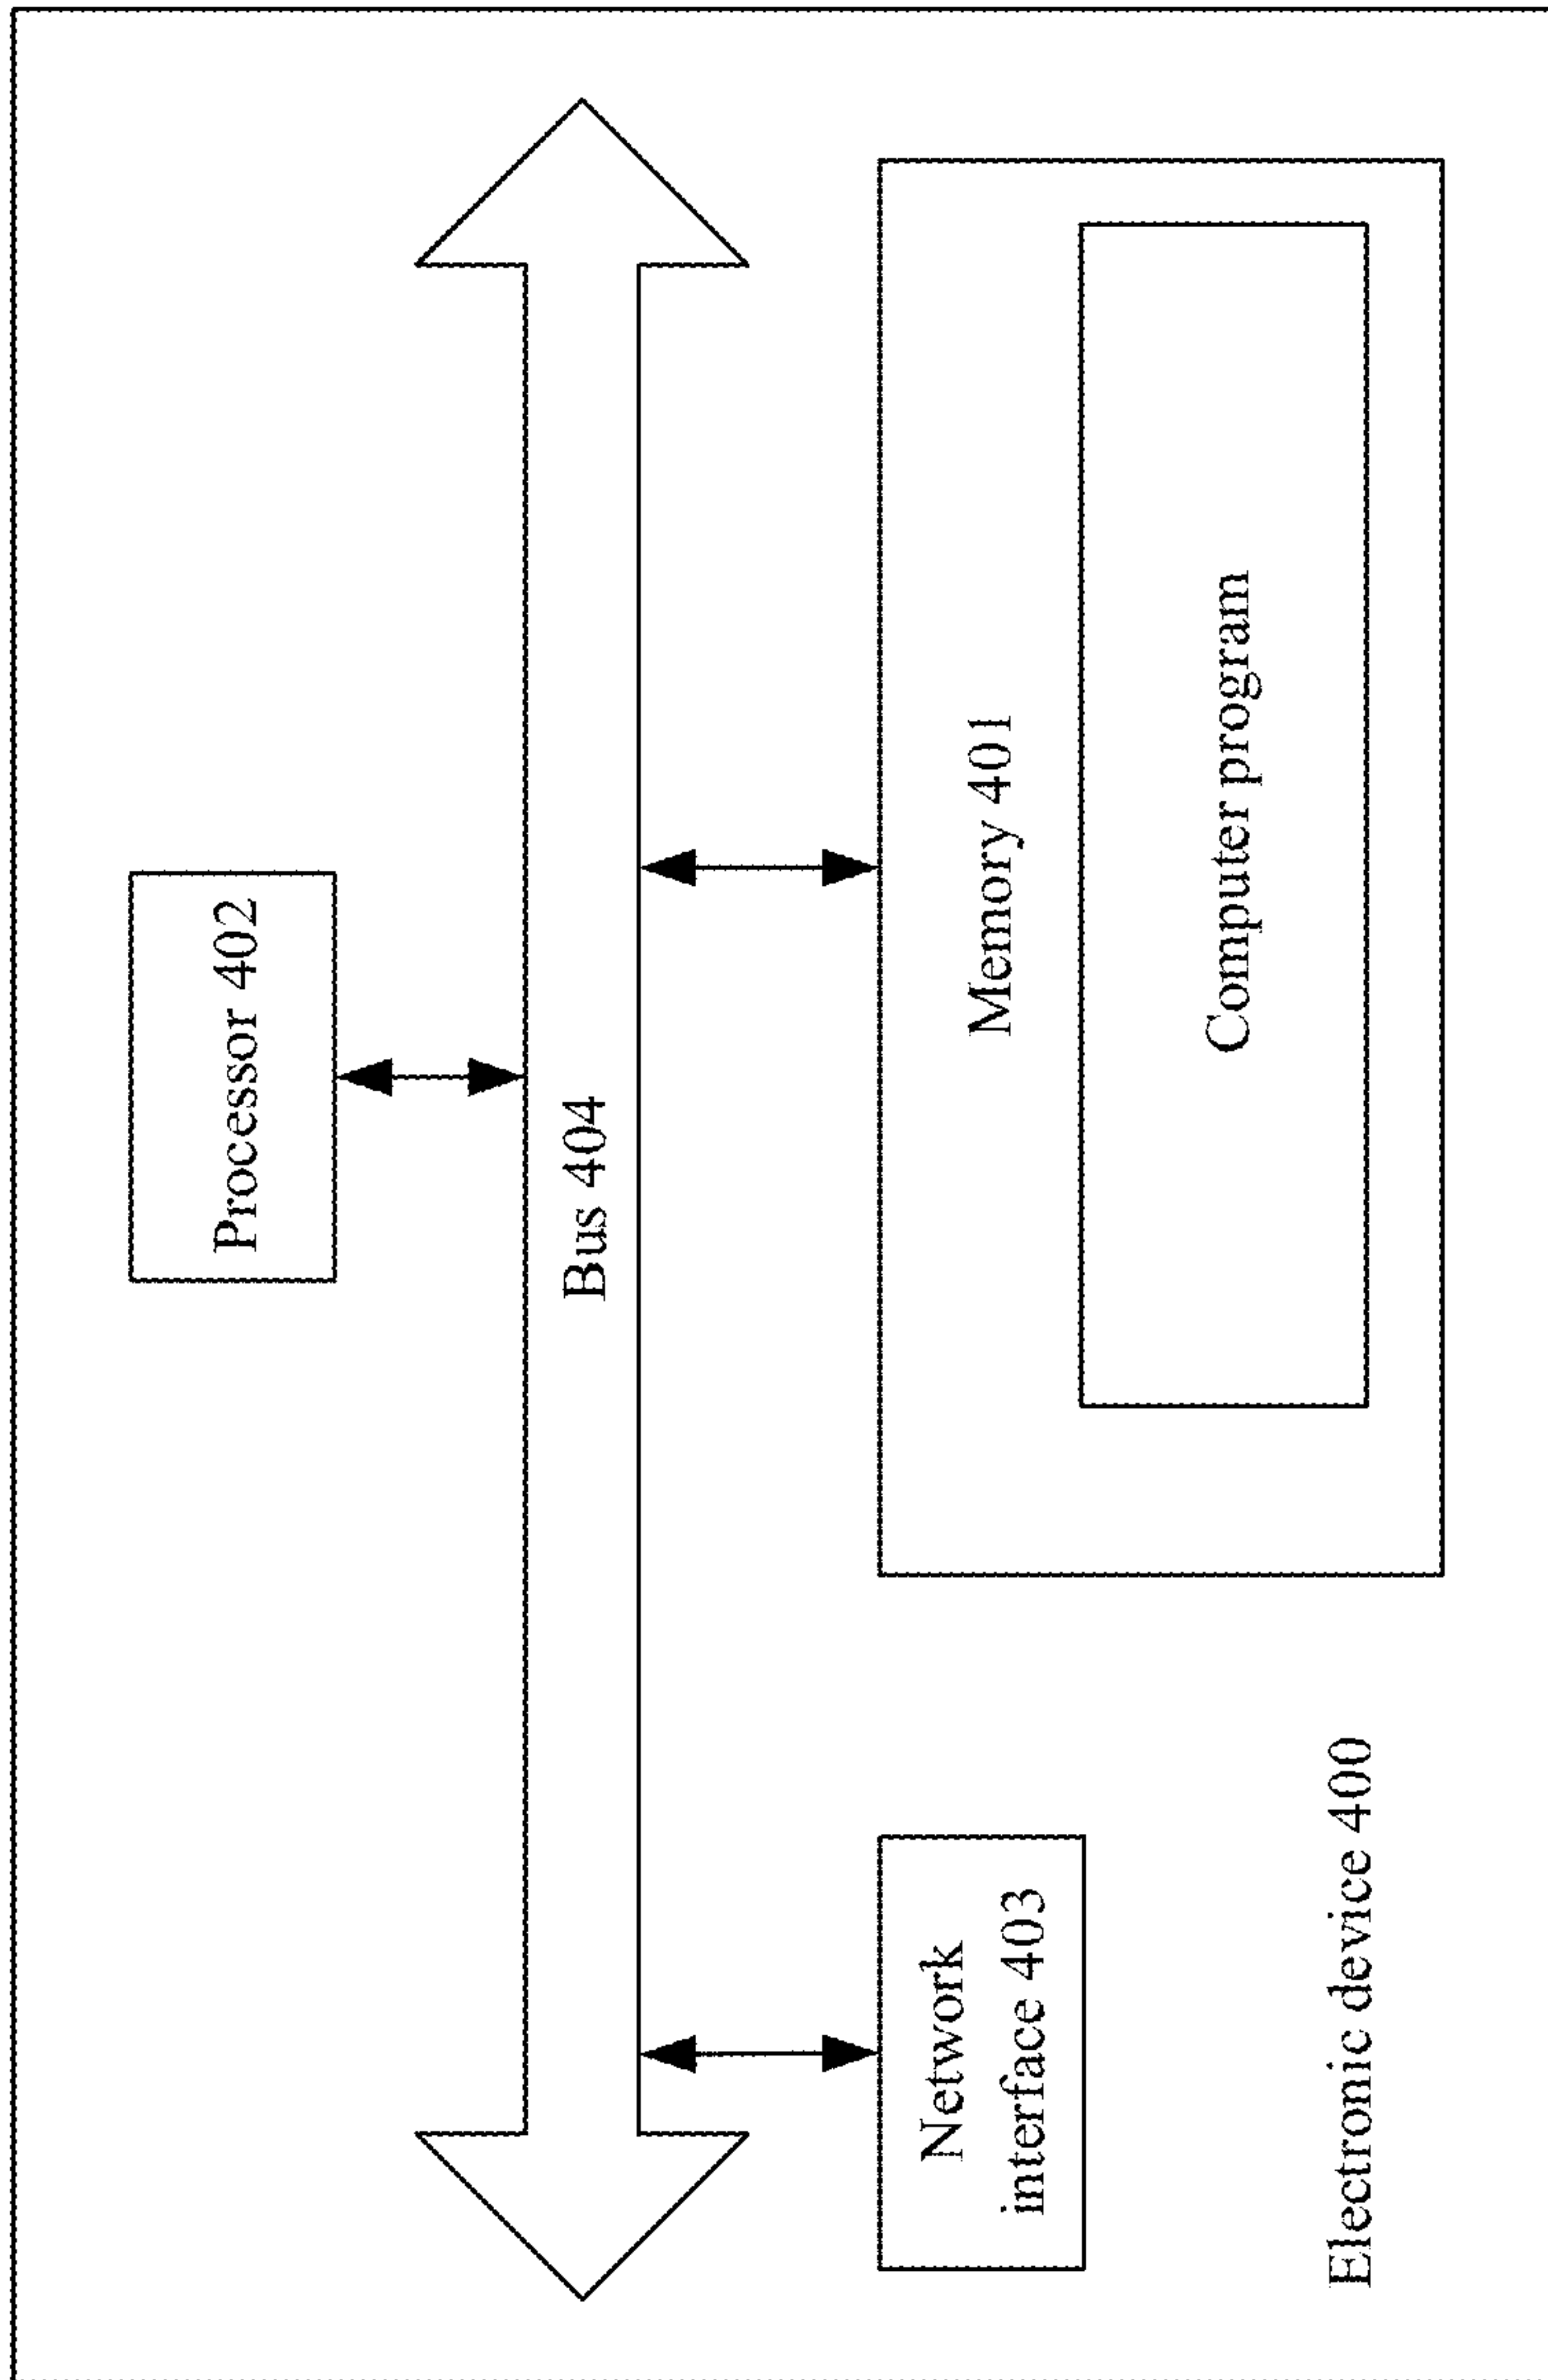 Processor 402
Bus 404
Network
interface 403
Memory 401
Computer program
Electronic device 400